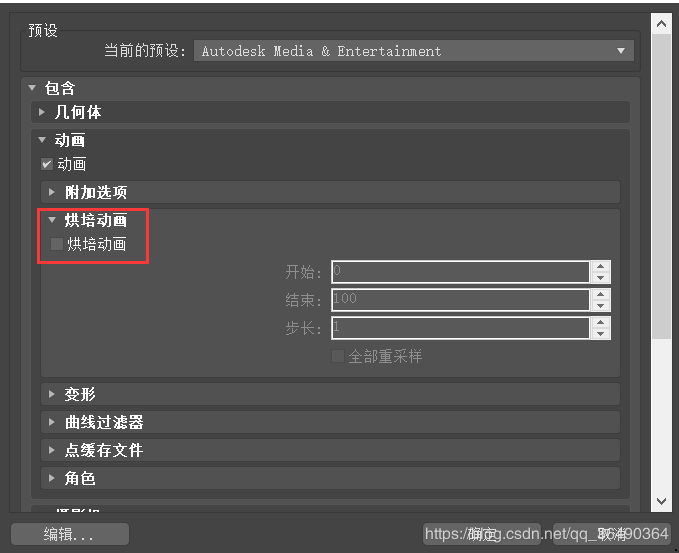 预设
当前的预设: Autodesk Media & Entertainment
包含
几何体
动画
动画
附加选项
烘培动画
烘培动画
开始: 0
结束: 100
步长: 1
全部重采样
变形
曲线过滤器
点缓存文件
角色
摄影机
编辑... 确定 取消
https://blog.csdn.net/qq_36490364